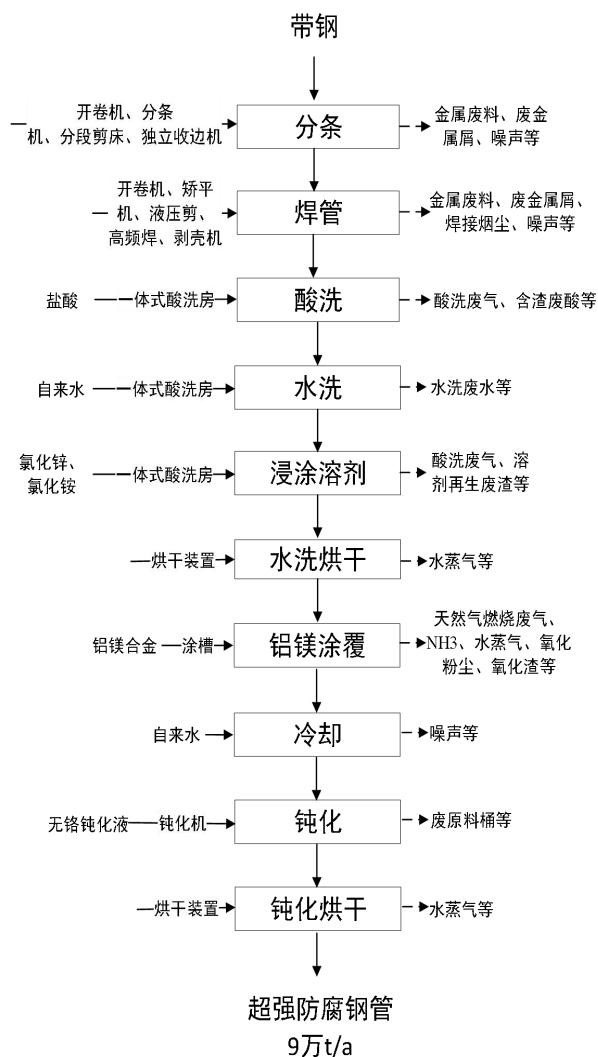 带钢
开卷机、分条
机、分段剪床、独立收边机
分条
金属废料、废金
属屑、噪声等
开卷机、矫平
机、液压剪、
高频焊、剥壳机
焊管
金属废料、废金属屑、
焊接烟尘、噪声等
盐酸
一体式酸洗房
酸洗
酸洗废气、含渣废酸等
自来水
一体式酸洗房
水洗
水洗废水等
氯化锌、
氯化铵
一体式酸洗房
浸涂溶剂
酸洗废气、溶
剂再生废渣等
烘干装置
水洗烘干
水蒸气等
铝镁合金
涂槽
铝镁涂覆
天然气燃烧废气、
NH3、水蒸气、氧化
粉尘、氧化渣等
自来水
冷却
噪声等
无铬钝化液
钝化机
钝化
废原料桶等
烘干装置
钝化烘干
水蒸气等
超强防腐钢管
9万t/a